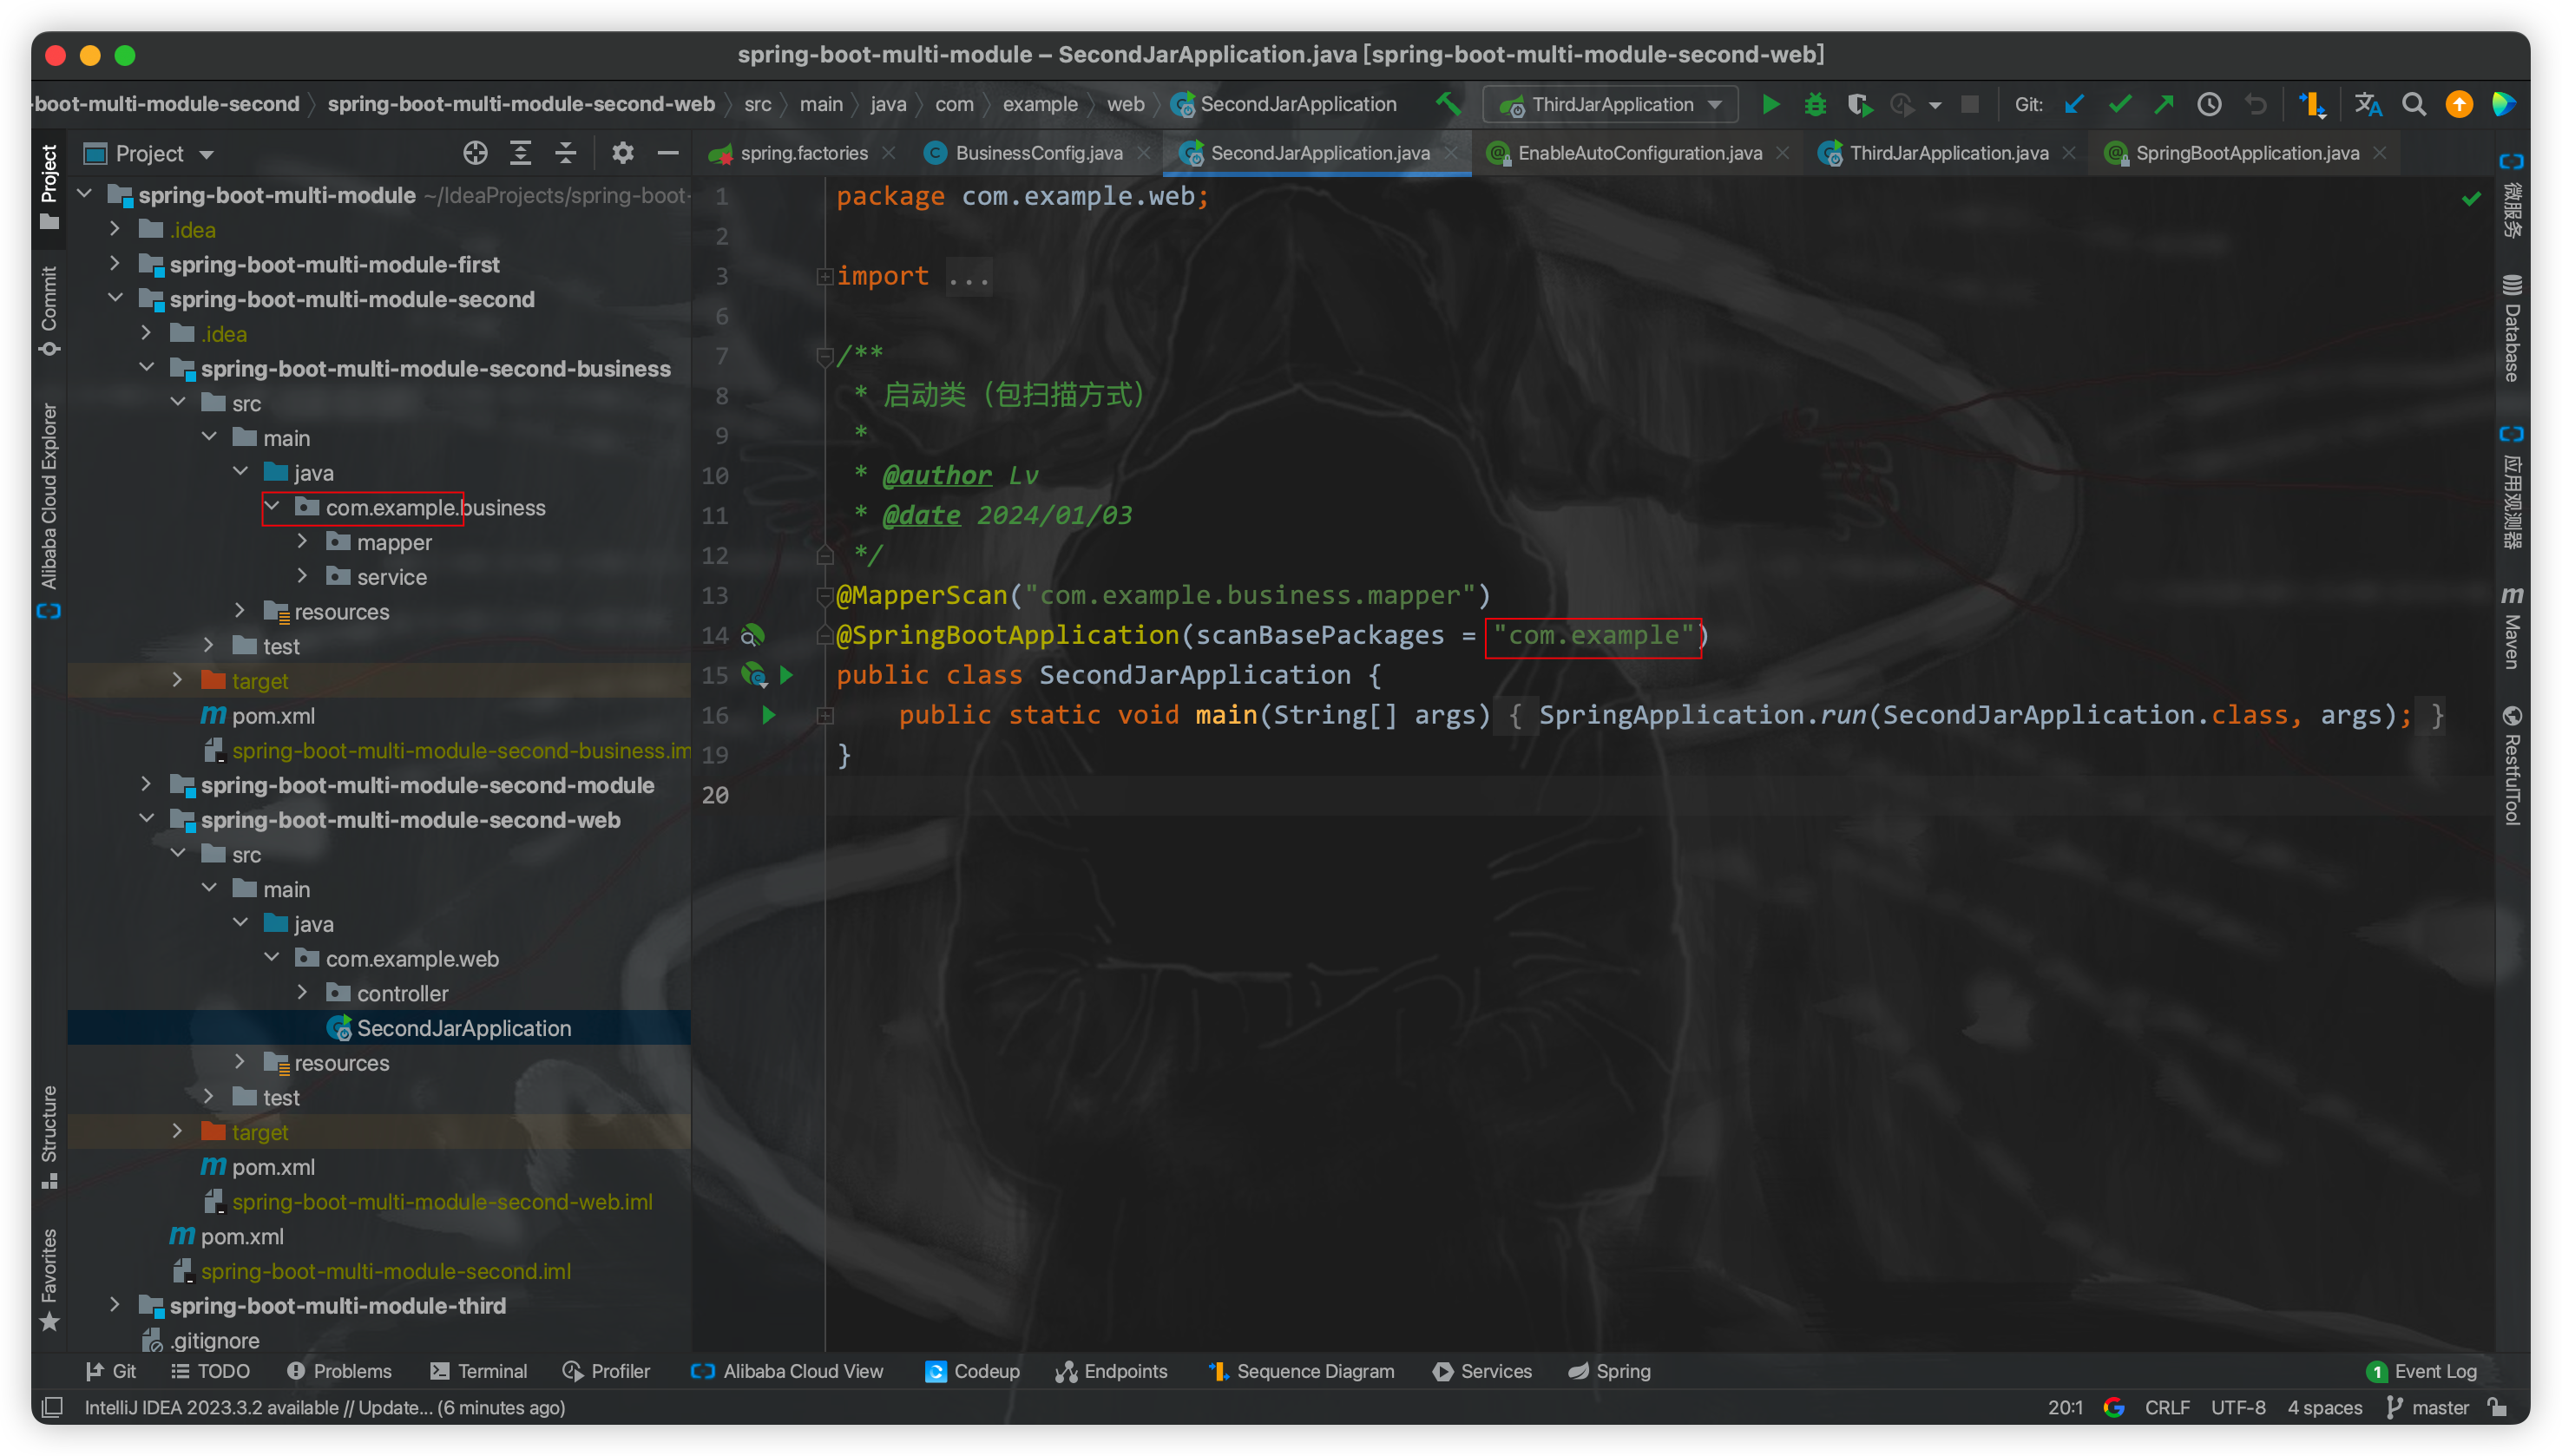 spring-boot-multi-module – SecondJarApplication.java [spring-boot-multi-module-second-web]
-boot-multi-module-second spring-boot-multi-module-second-web src main java com example web SecondJarApplication ThirdJarApplication Git:
Project
spring.factories BusinessConfig.java SecondJarApplication.java EnableAutoConfiguration.java ThirdJarApplication.java SpringBootApplication.java
Project
Commit
Alibaba Cloud Explorer
Structure
Favorites
spring-boot-multi-module ~/IdeaProjects/spring-boot-
.idea
spring-boot-multi-module-first
spring-boot-multi-module-second
.idea
spring-boot-multi-module-second-business
src
main
java
com.example.business
mapper
service
resources
test
target
pom.xml
spring-boot-multi-module-second-business.im
spring-boot-multi-module-second-module
spring-boot-multi-module-second-web
src
main
java
com.example.web
controller
SecondJarApplication
resources
test
target
pom.xml
spring-boot-multi-module-second-web.iml
pom.xml
spring-boot-multi-module-second.iml
spring-boot-multi-module-third
.gitignore
1 package com.example.web;
2
3 import ...
6
7 /**
8 * 启动类（包扫描方式）
9 *
10 * @author Lv
11 * @date 2024/01/03
12 */
13 @MapperScan("com.example.business.mapper")
14 @SpringBootApplication(scanBasePackages = "com.example")
15 public class SecondJarApplication {
16 public static void main(String[] args) { SpringApplication.run(SecondJarApplication.class, args); }
19 }
20
微服务
Database
应用观测器
Maven
RestfulTool
Git TODO Problems Terminal Profiler Alibaba Cloud View Codeup Endpoints Sequence Diagram Services Spring 1 Event Log
IntelliJ IDEA 2023.3.2 available // Update... (6 minutes ago) 20:1 CRLF UTF-8 4 spaces master